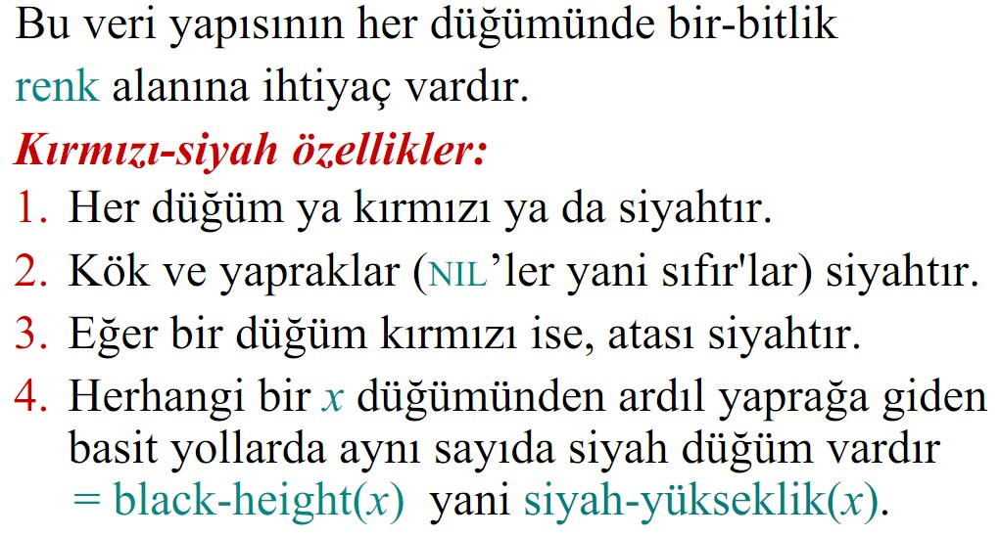 Bu veri yapısının her düğümünde bir-bitlik
renk alanına ihtiyaç vardır.
Kırmızı-siyah özellikler:
1. Her düğüm ya kırmızı ya da siyahtır.
2. Kök ve yapraklar (NIL’ler yani sıfır'lar) siyahtır.
3. Eğer bir düğüm kırmızı ise, atası siyahtır.
4. Herhangi bir x düğümünden ardıl yaprağa giden
basit yollarda aynı sayıda siyah düğüm vardır
= black-height(x) yani siyah-yükseklik(x).